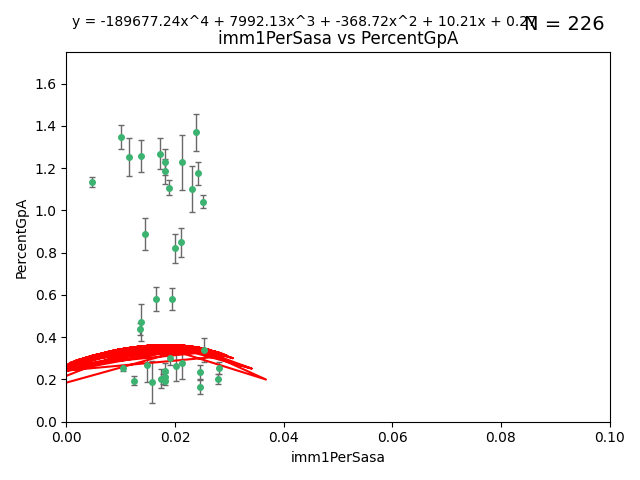 y = -189677.24x^4 + 7992.13x^3 + -368.72x^2 + 10.21x + 0.27
N = 226
imm1PerSasa vs PercentGpA
1.6
1.4
1.2
1.0
0.8
0.6
0.4
0.2
0.0
PercentGpA
0.00 0.02 0.04 0.06 0.08 0.10
imm1PerSasa